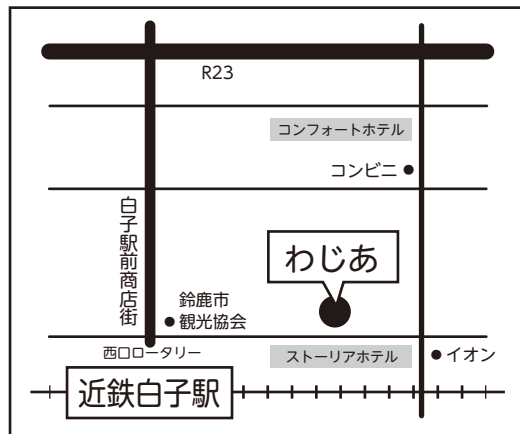 R23
コンフォートホテル
コンビニ
白子駅前商店街
わじあ
鈴鹿市
観光協会
西口ロータリー
ストーリアホテル
イオン
近鉄白子駅